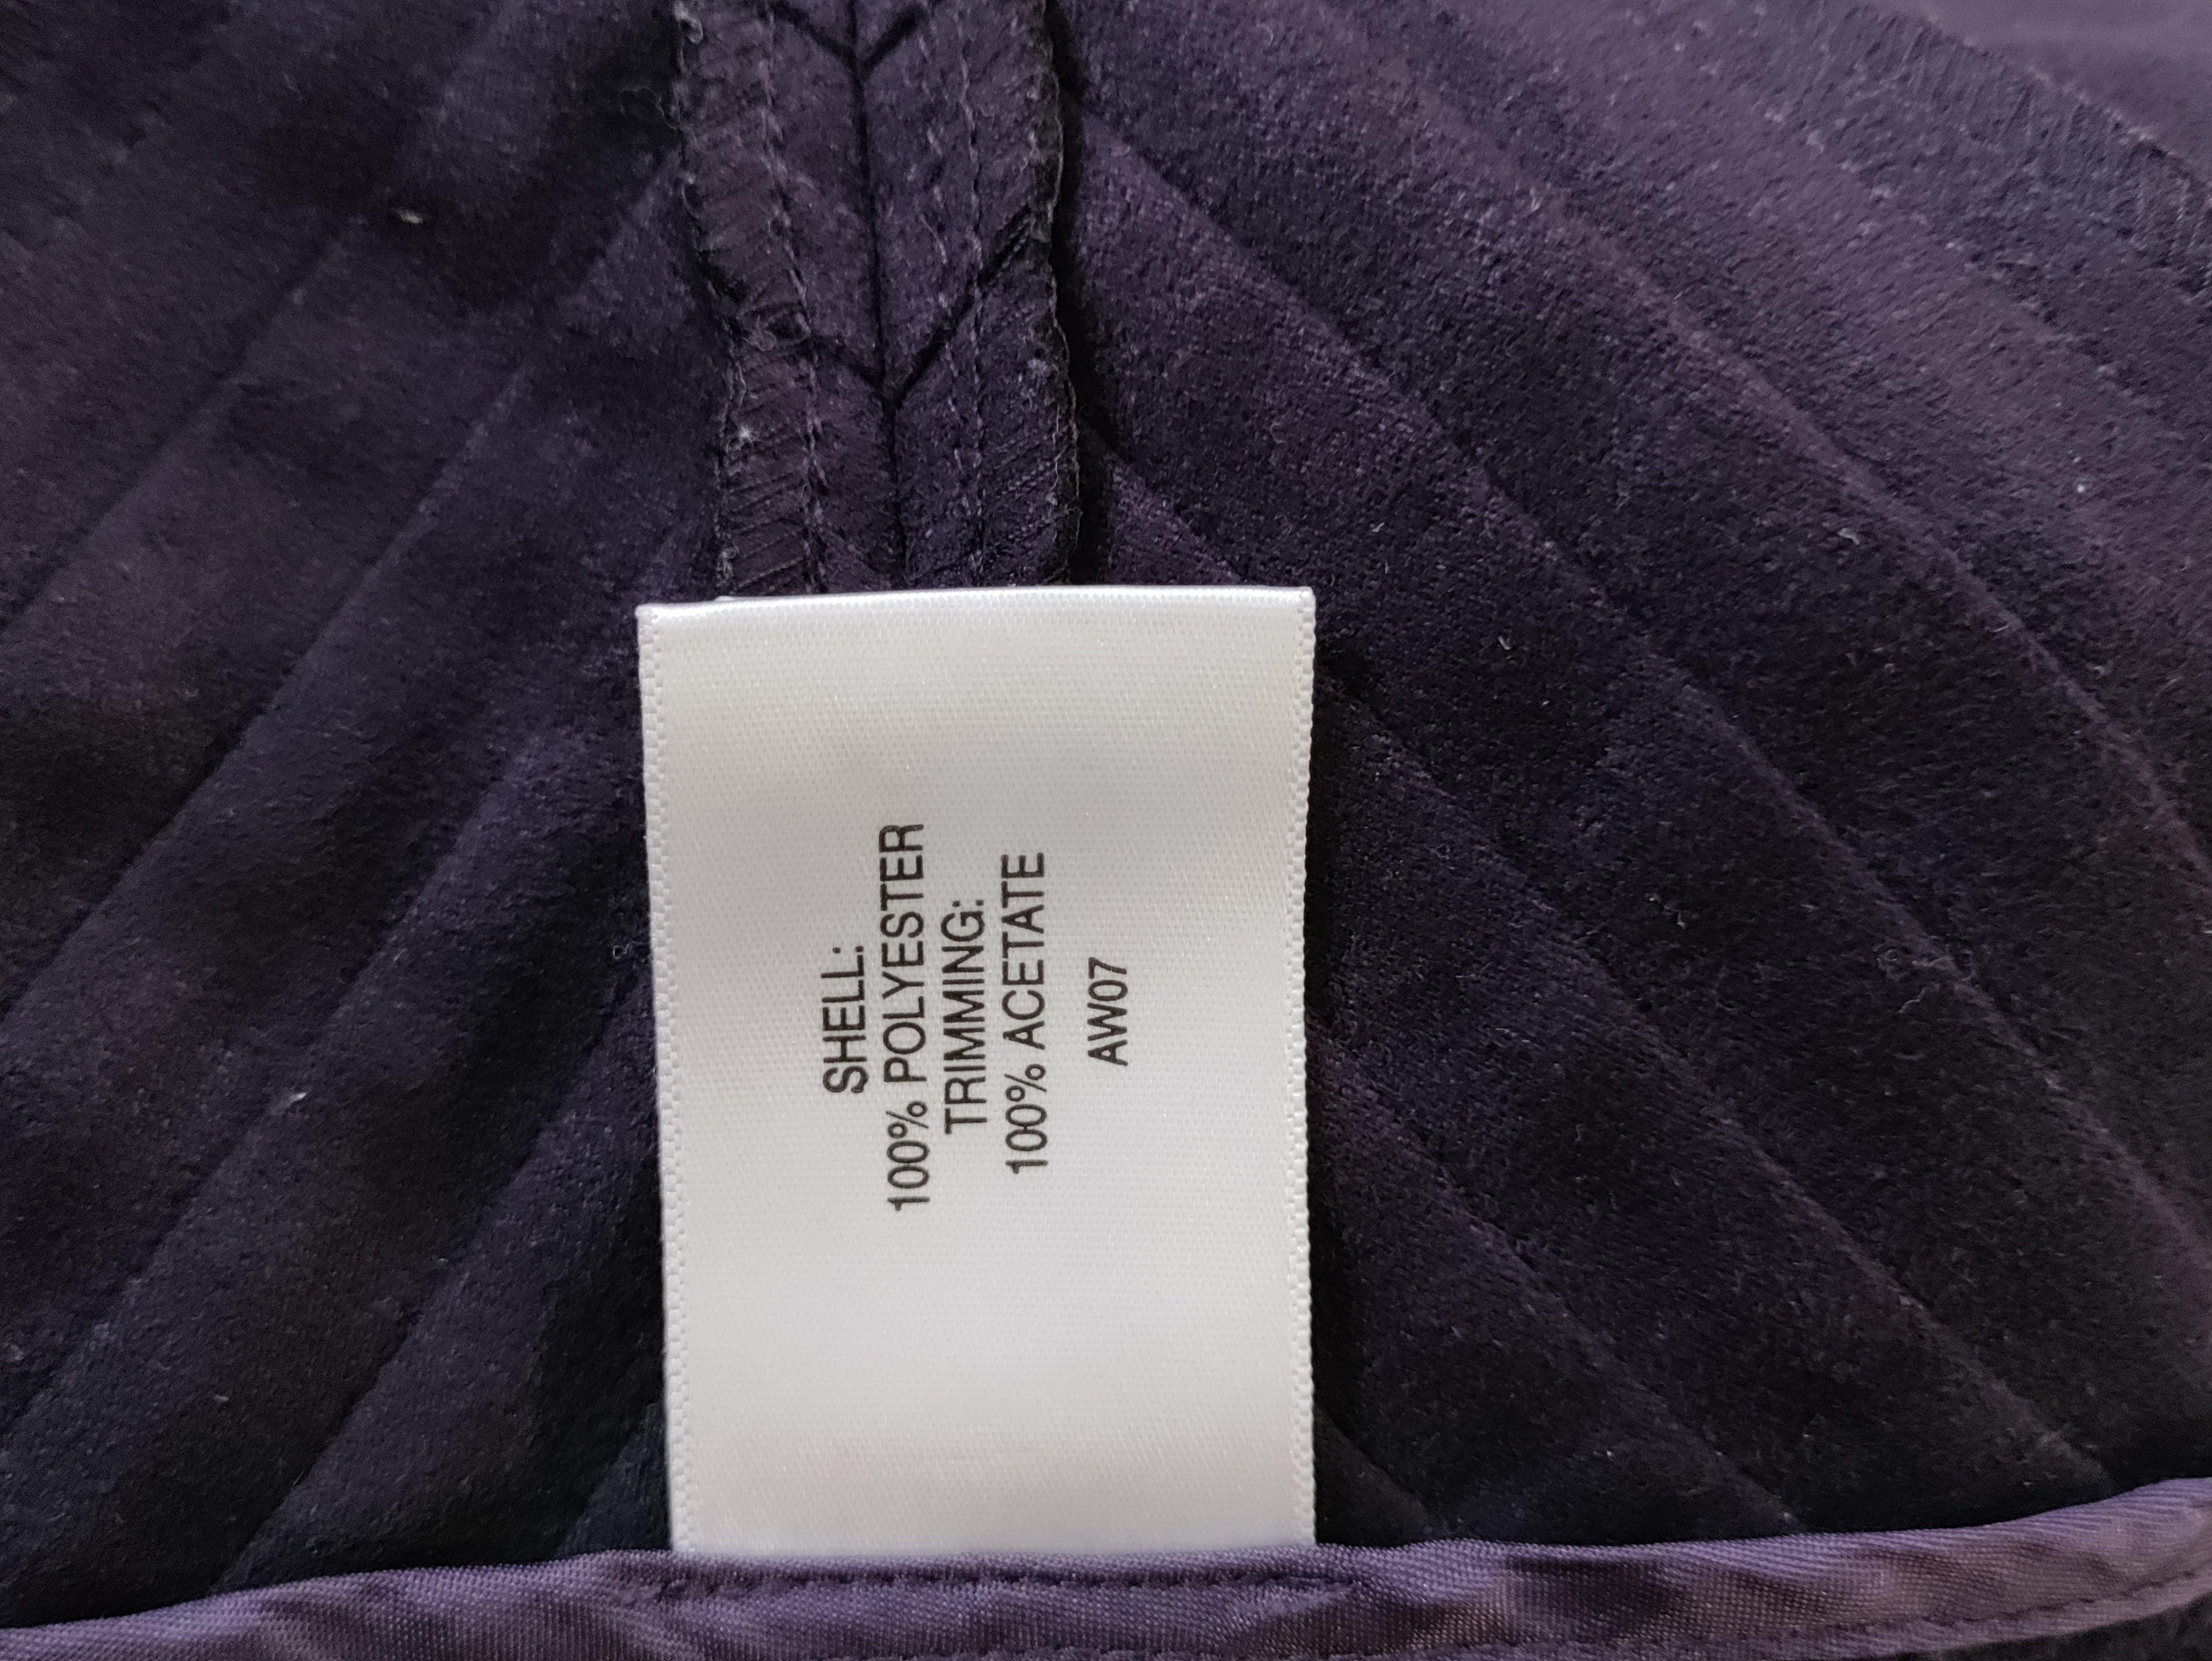 SHELL:
100% POLYESTER
TRIMMING:
100% ACETATE
AW07